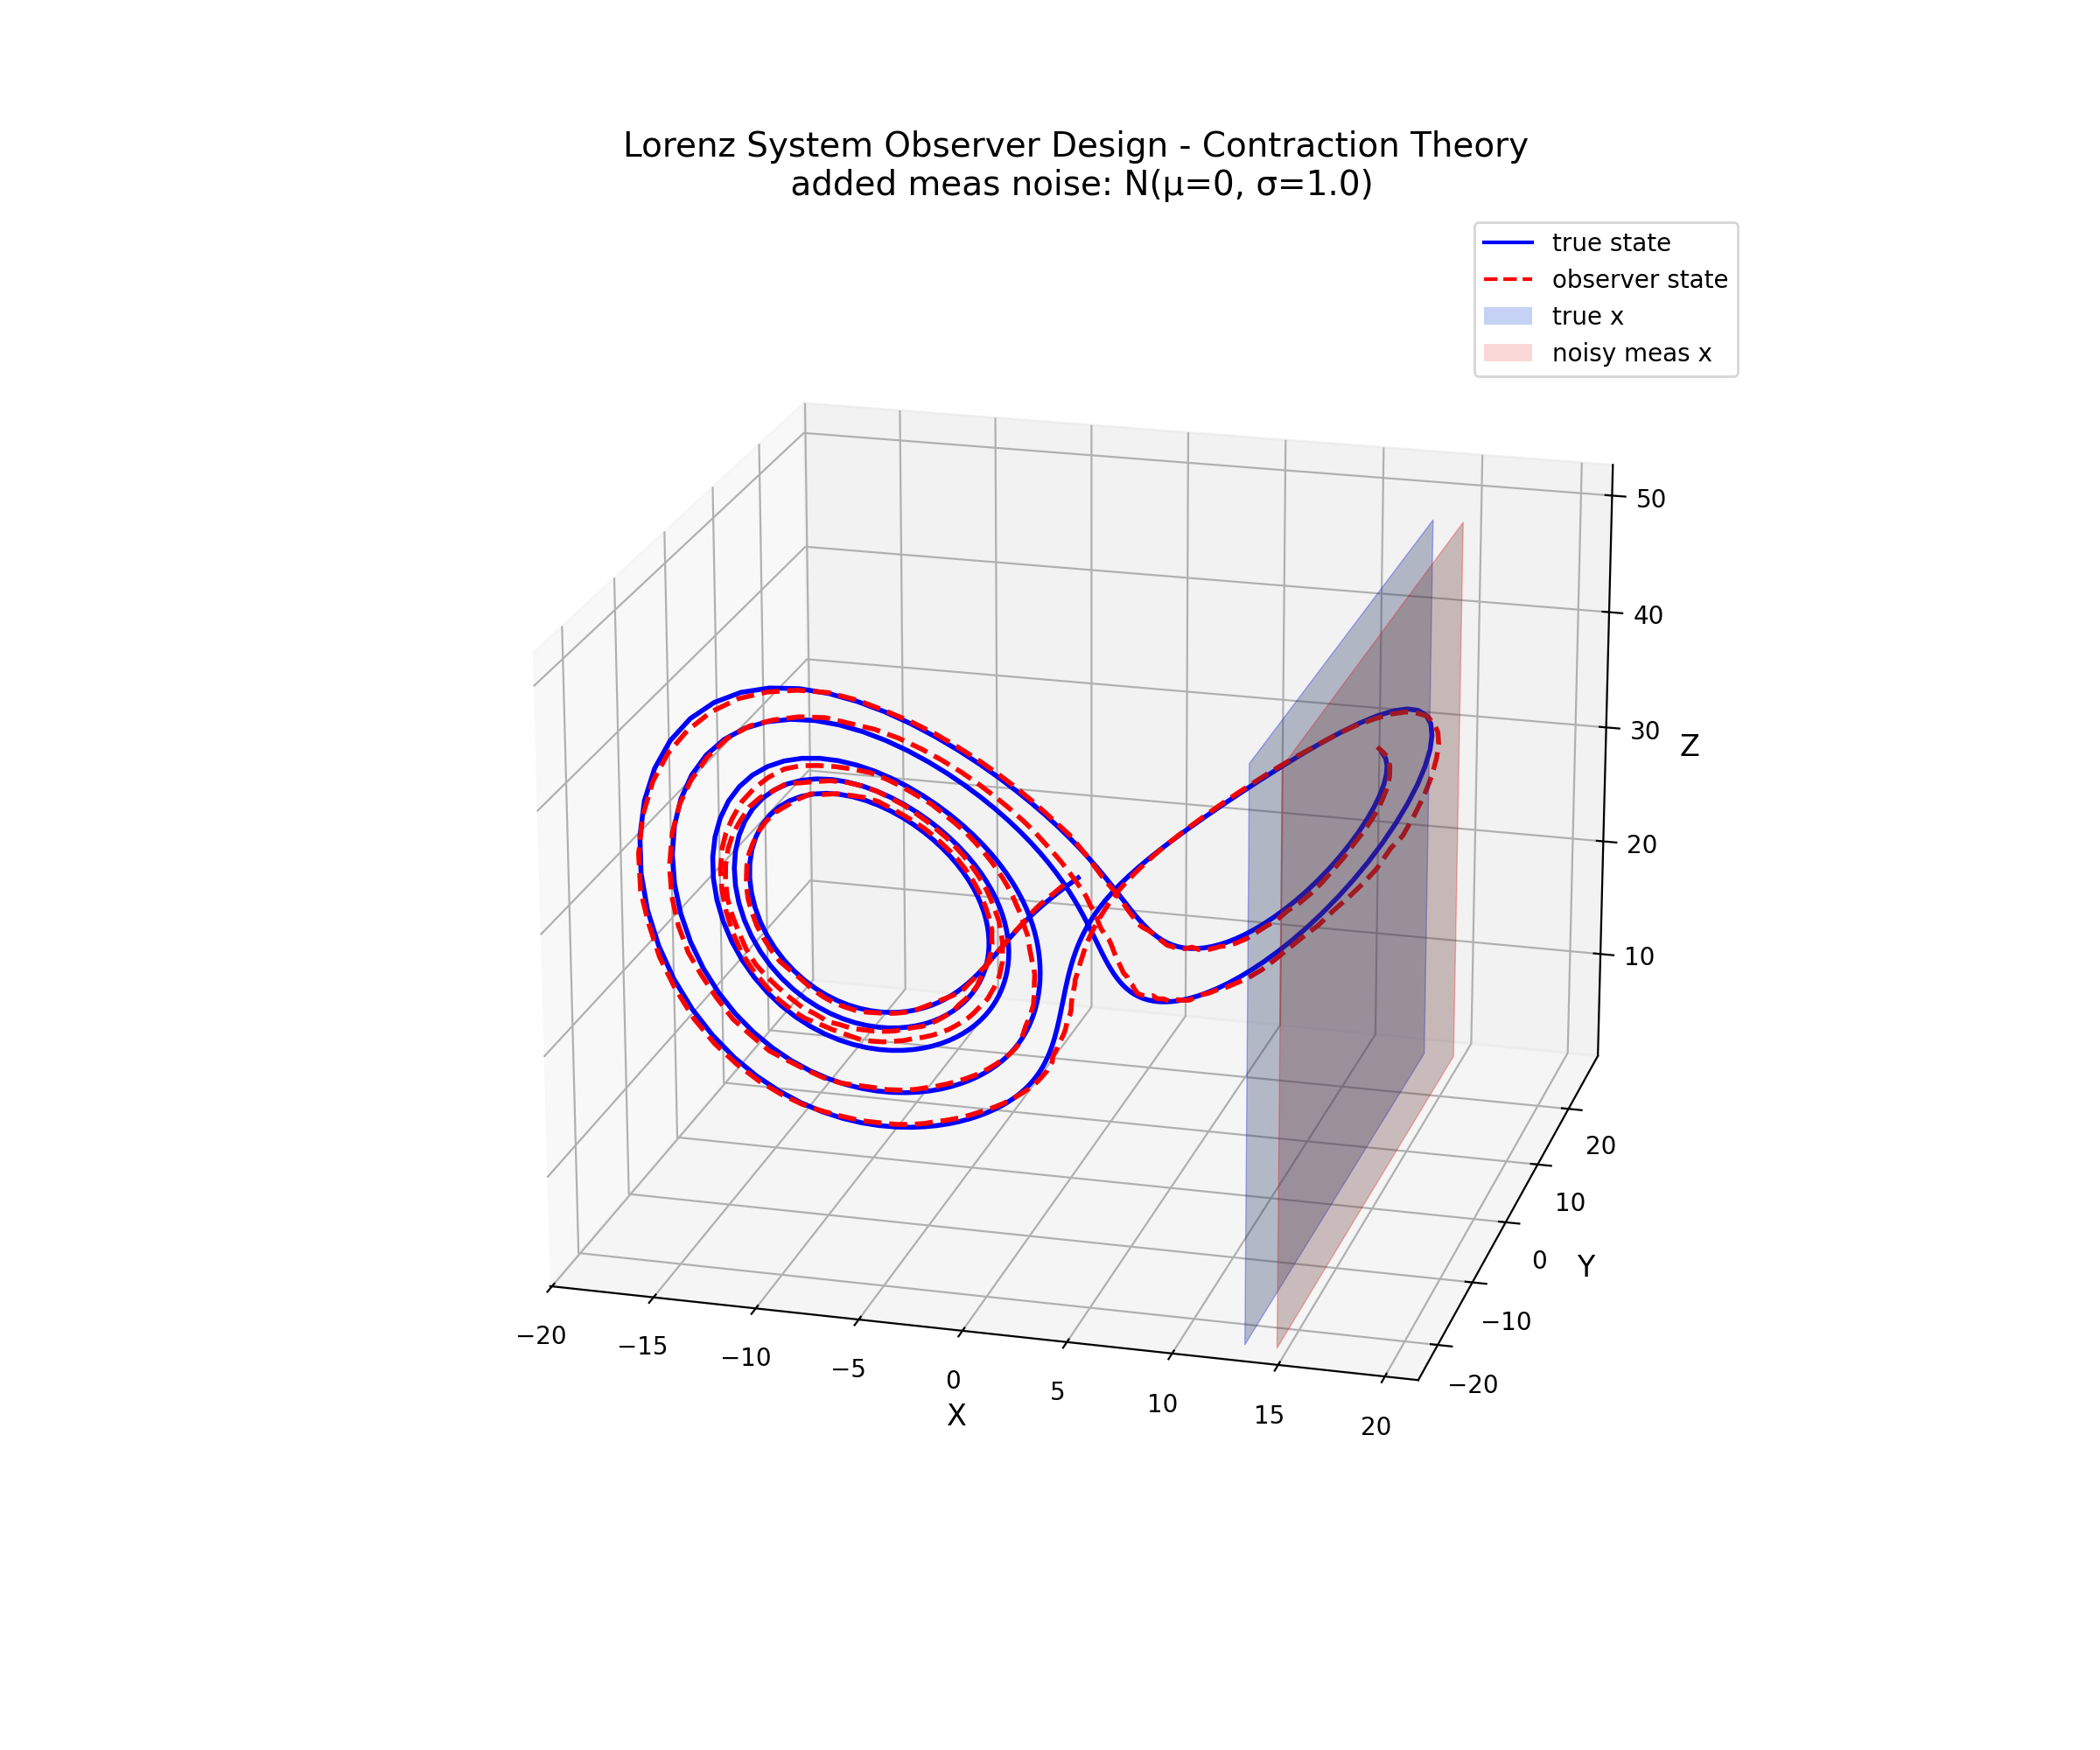 Lorenz System Observer Design - Contraction Theory
added meas noise: N(μ=0, σ=1.0)
true state
observer state
true x
noisy meas x
50
40
30
Z
20
10
20
10
0
Y
−10
−20
−20
−15
−10
−5
0
5
10
15
20
X